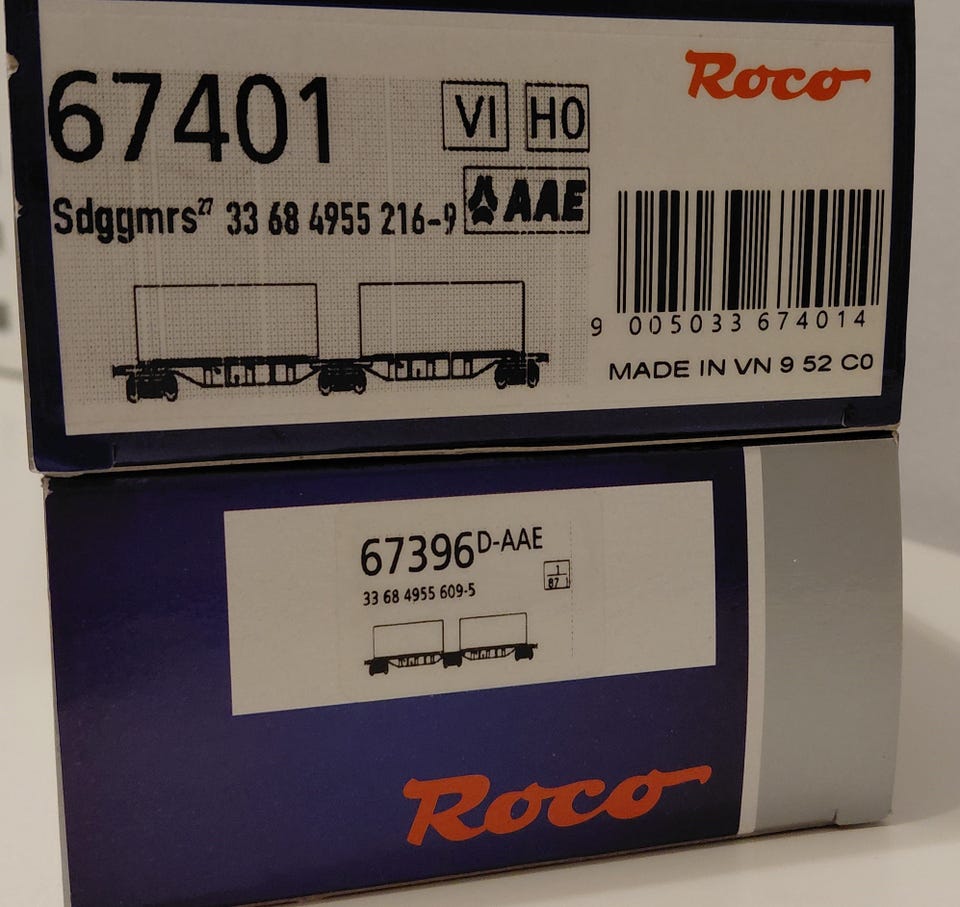 Roco
67401 VI H0
AAE
Sdggmrs²⁷ 33 68 4955 216-9
9 005033 674014
MADE IN VN 9 52 C0
67396 D-AAE
1
87
33 68 4955 609-5
Roco